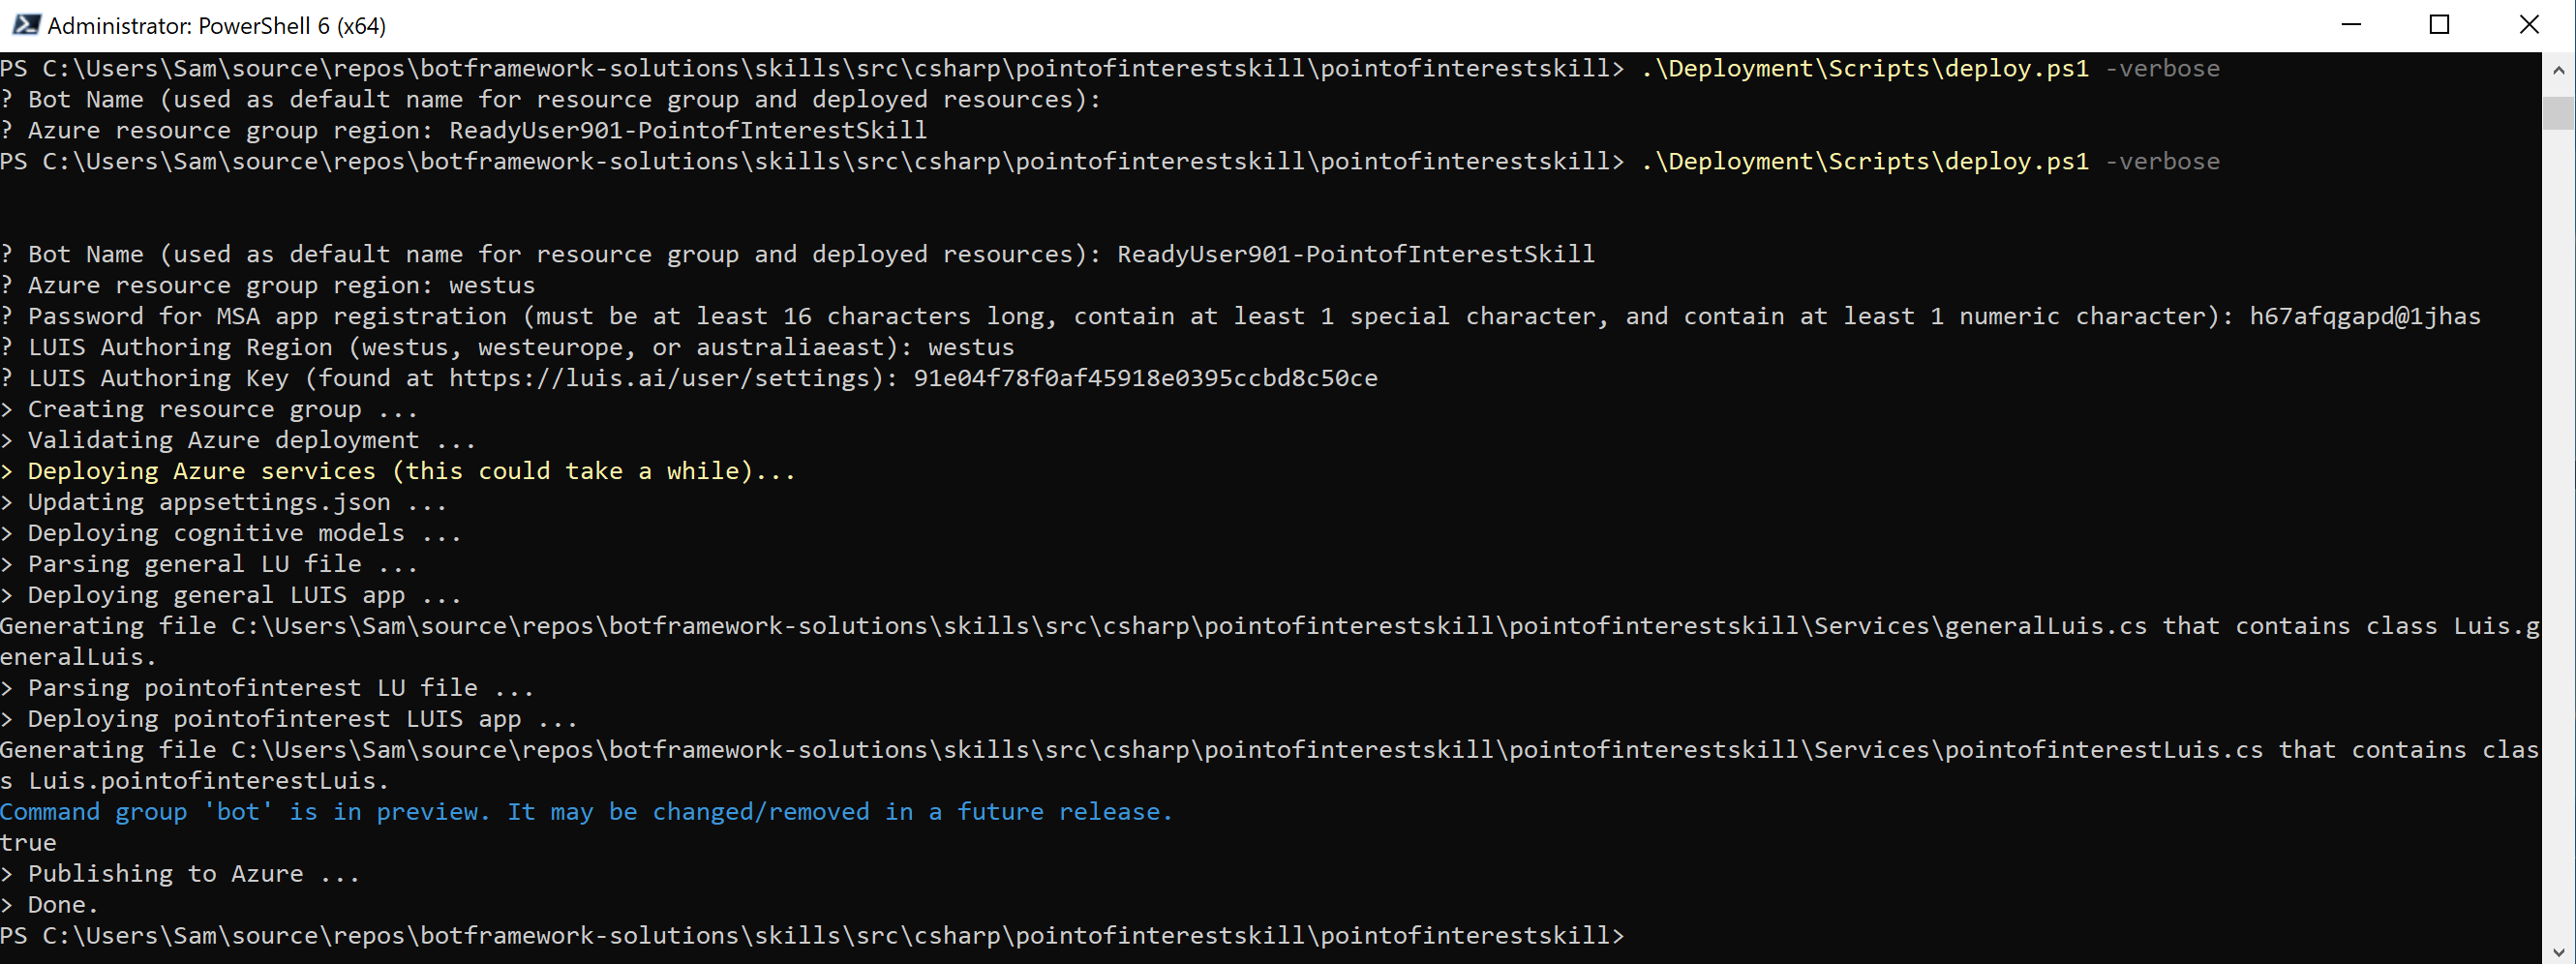 Administrator: PowerShell 6 (x64)
PS C:\Users\Sam\source\repos\botframework-solutions\skills\src\csharp\pointofinterestskill\pointofinterestskill> .\Deployment\Scripts\deploy.ps1 -verbose
? Bot Name (used as default name for resource group and deployed resources):
? Azure resource group region: ReadyUser901-PointofInterestSkill
PS C:\Users\Sam\source\repos\botframework-solutions\skills\src\csharp\pointofinterestskill\pointofinterestskill> .\Deployment\Scripts\deploy.ps1 -verbose
? Bot Name (used as default name for resource group and deployed resources): ReadyUser901-PointofInterestSkill
? Azure resource group region: westus
? Password for MSA app registration (must be at least 16 characters long, contain at least 1 special character, and contain at least 1 numeric character): h67afqgapd@1jhas
? LUIS Authoring Region (westus, westeurope, or australiaeast): westus
? LUIS Authoring Key (found at https://luis.ai/user/settings): 91e04f78f0af45918e0395ccbd8c50ce
> Creating resource group ...
> Validating Azure deployment ...
> Deploying Azure services (this could take a while)...
> Updating appsettings.json ...
> Deploying cognitive models ...
> Parsing general LU file ...
> Deploying general LUIS app ...
Generating file C:\Users\Sam\source\repos\botframework-solutions\skills\src\csharp\pointofinterestskill\pointofinterestskill\Services\generalLuis.cs that contains class Luis.g
eneralLuis.
> Parsing pointofinterest LU file ...
> Deploying pointofinterest LUIS app ...
Generating file C:\Users\Sam\source\repos\botframework-solutions\skills\src\csharp\pointofinterestskill\pointofinterestskill\Services\pointofinterestLuis.cs that contains clas
s Luis.pointofinterestLuis.
Command group 'bot' is in preview. It may be changed/removed in a future release.
true
> Publishing to Azure ...
> Done.
PS C:\Users\Sam\source\repos\botframework-solutions\skills\src\csharp\pointofinterestskill\pointofinterestskill>